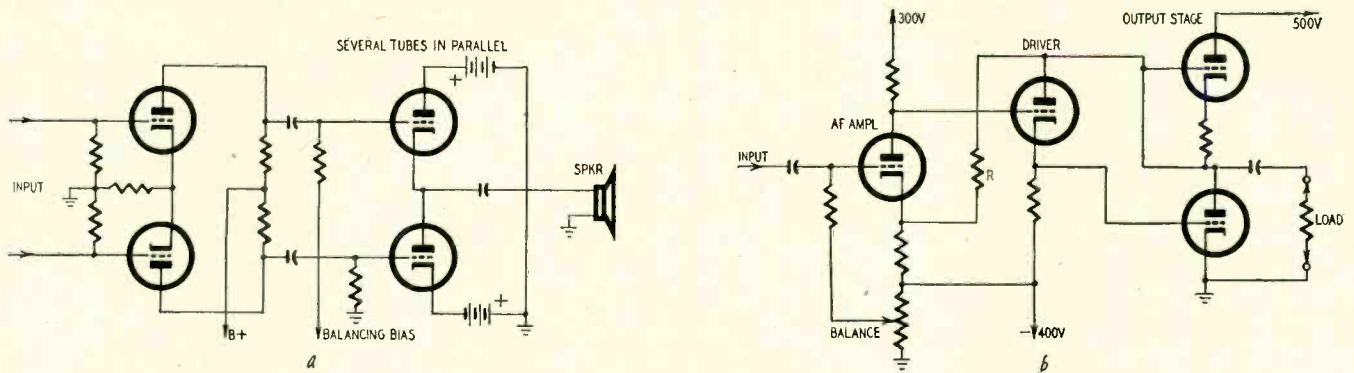 SEVERAL TUBES IN PARALLEL
+
INPUT
SPKR
+
B+
BALANCING BIAS
a
300V
OUTPUT STAGE
500V
DRIVER
AF AMPL
INPUT
R
LOAD
BALANCE
-400V
b